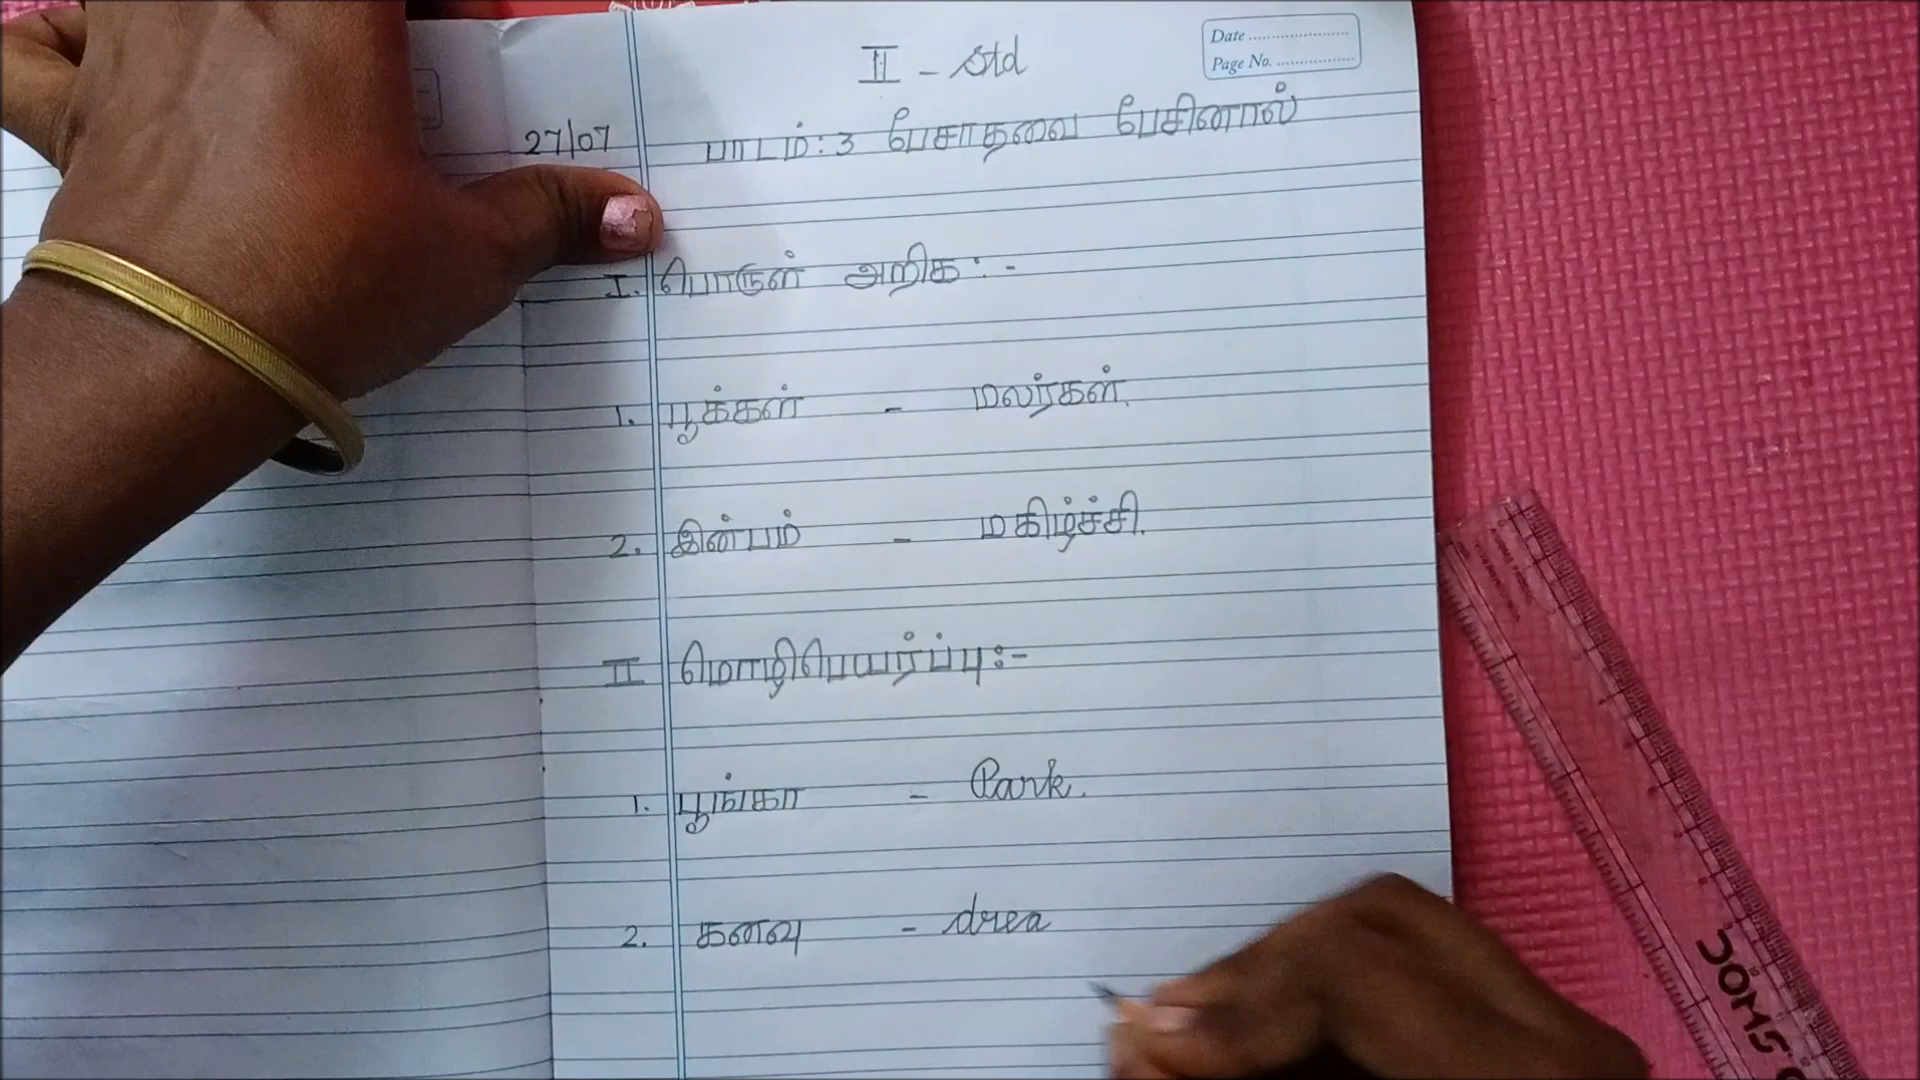 II - Std
Date
Page No.
27/07 பாடம்: 3 பேசாதவை பேசினால்
I. பொருள் அறிக :-
1. பூக்கள் - மலர்கள்.
2. இன்பம் - மகிழ்ச்சி.
II மொழிபெயர்ப்பு :-
1. பூங்கா - Park.
2. கனவு - drea
DOMS